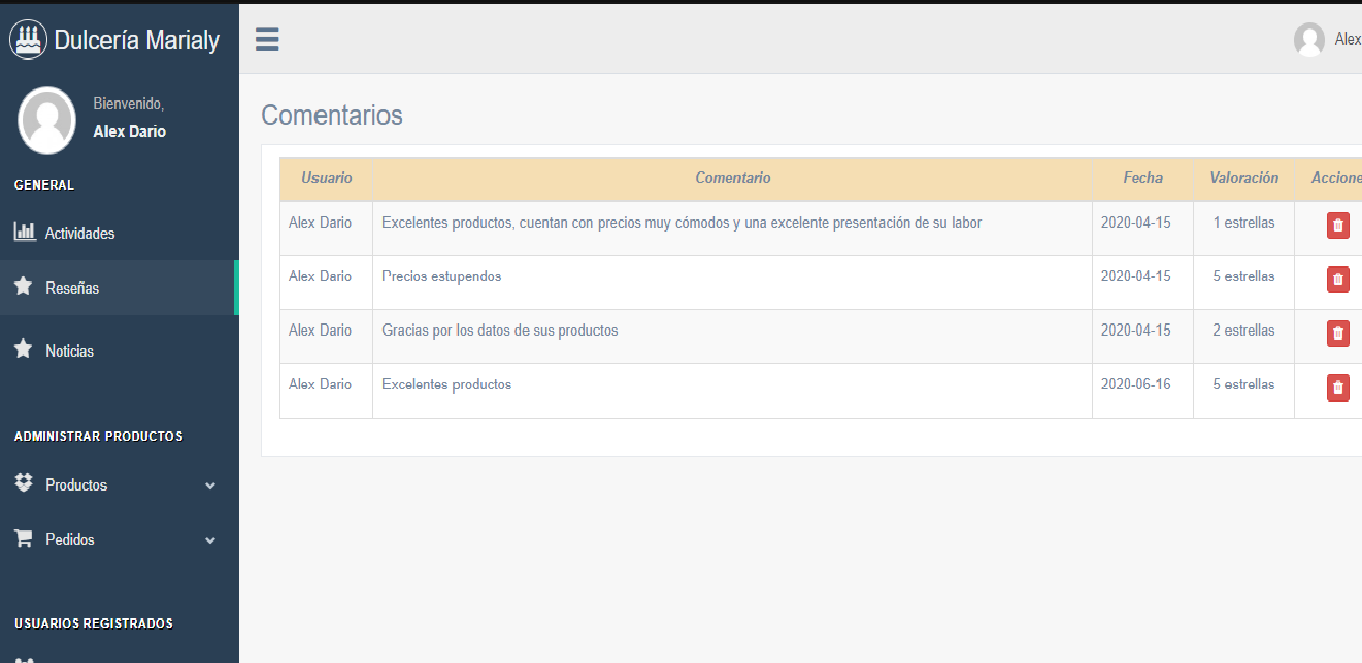 Dulcería Marialy
Alex
Bienvenido,
Alex Dario
GENERAL
Actividades
Reseñas
Noticias
ADMINISTRAR PRODUCTOS
Productos
Pedidos
USUARIOS REGISTRADOS
Comentarios
Usuario Comentario Fecha Valoración Accione
Alex Dario Excelentes productos, cuentan con precios muy cómodos y una excelente presentación de su labor 2020-04-15 1 estrellas
Alex Dario Precios estupendos 2020-04-15 5 estrellas
Alex Dario Gracias por los datos de sus productos 2020-04-15 2 estrellas
Alex Dario Excelentes productos 2020-06-16 5 estrellas